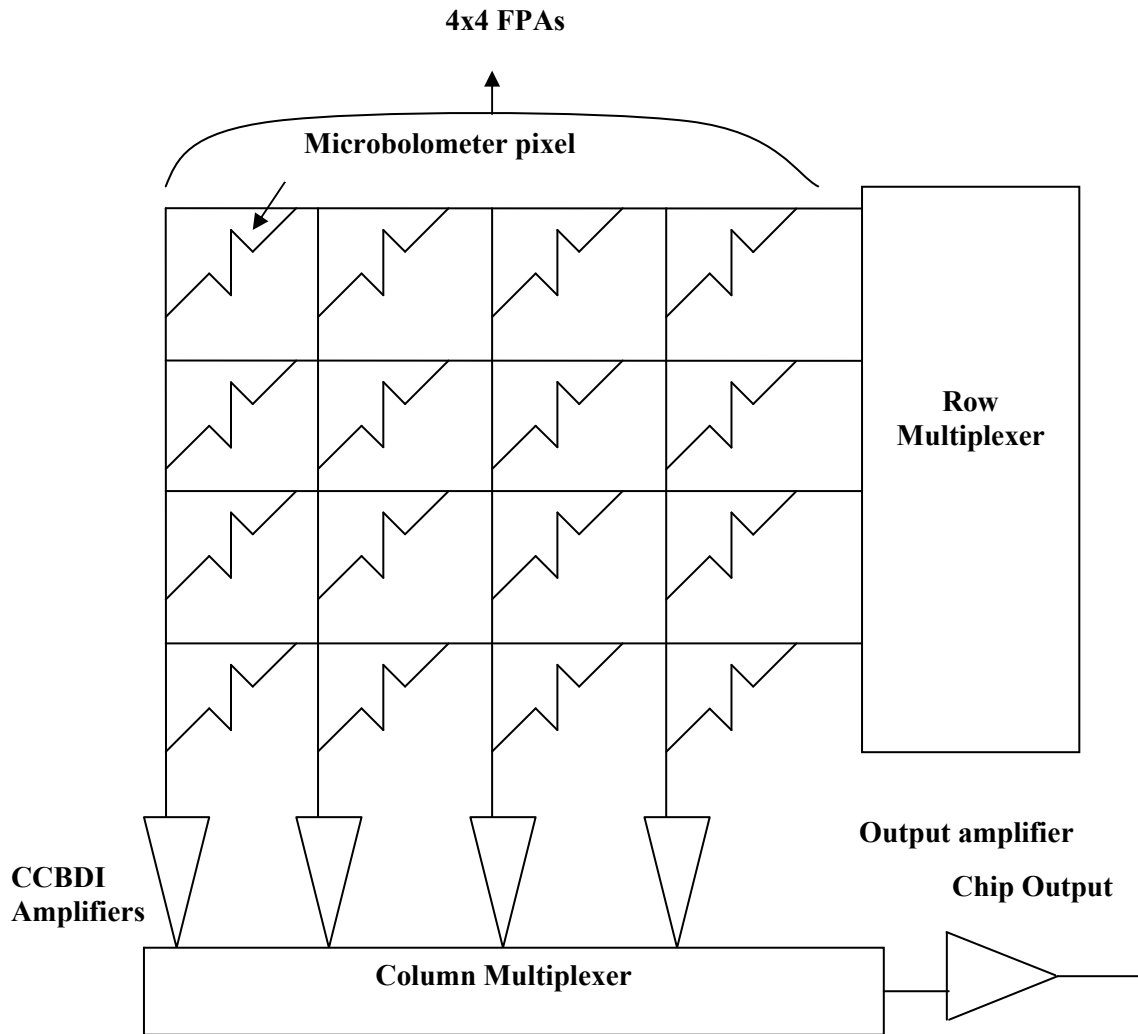 4x4 FPAs
Microbolometer pixel
Row
Multiplexer
Output amplifier
CCBDI
Amplifiers
Chip Output
Column Multiplexer